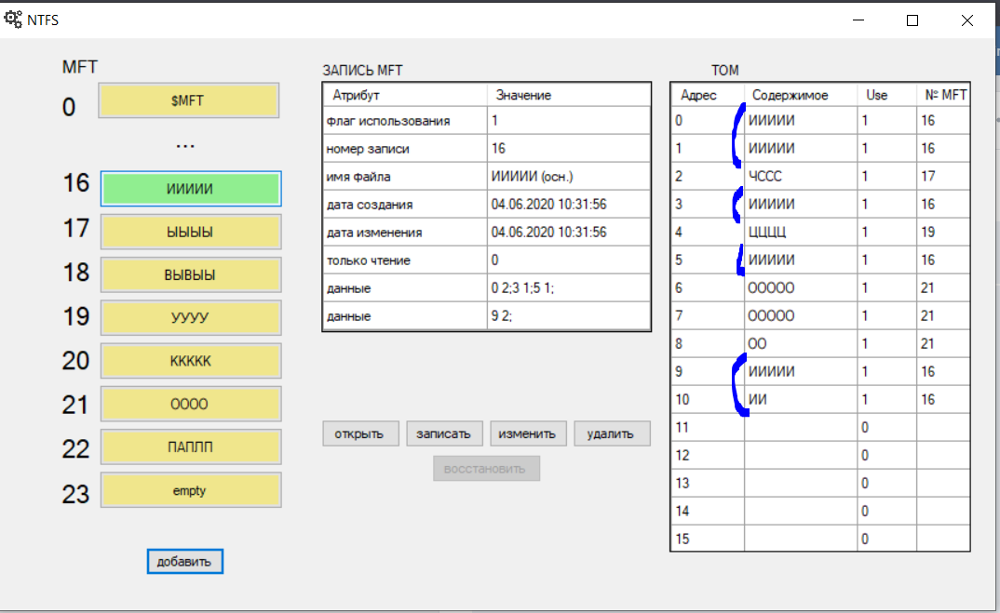 NTFS
MFT
0 $MFT
...
16 ИИИИИ
17 ЫЫЫЫ
18 ВЫВЫЫ
19 УУУУ
20 ККККК
21 ОООО
22 ПАПЛП
23 empty
добавить
ЗАПИСЬ MFT
Атрибут Значение
флаг использования 1
номер записи 16
имя файла ИИИИИ (осн.)
дата создания 04.06.2020 10:31:56
дата изменения 04.06.2020 10:31:56
только чтение 0
данные 0 2;3 1;5 1;
данные 9 2;
открыть записать изменить удалить
восстановить
ТОМ
Адрес Содержимое Use № MFT
0 ИИИИИ 1 16
1 ИИИИИ 1 16
2 ЧССС 1 17
3 ИИИИИ 1 16
4 ЦЦЦЦ 1 19
5 ИИИИИ 1 16
6 ООООО 1 21
7 ООООО 1 21
8 ОО 1 21
9 ИИИИИ 1 16
10 ИИ 1 16
11 0
12 0
13 0
14 0
15 0